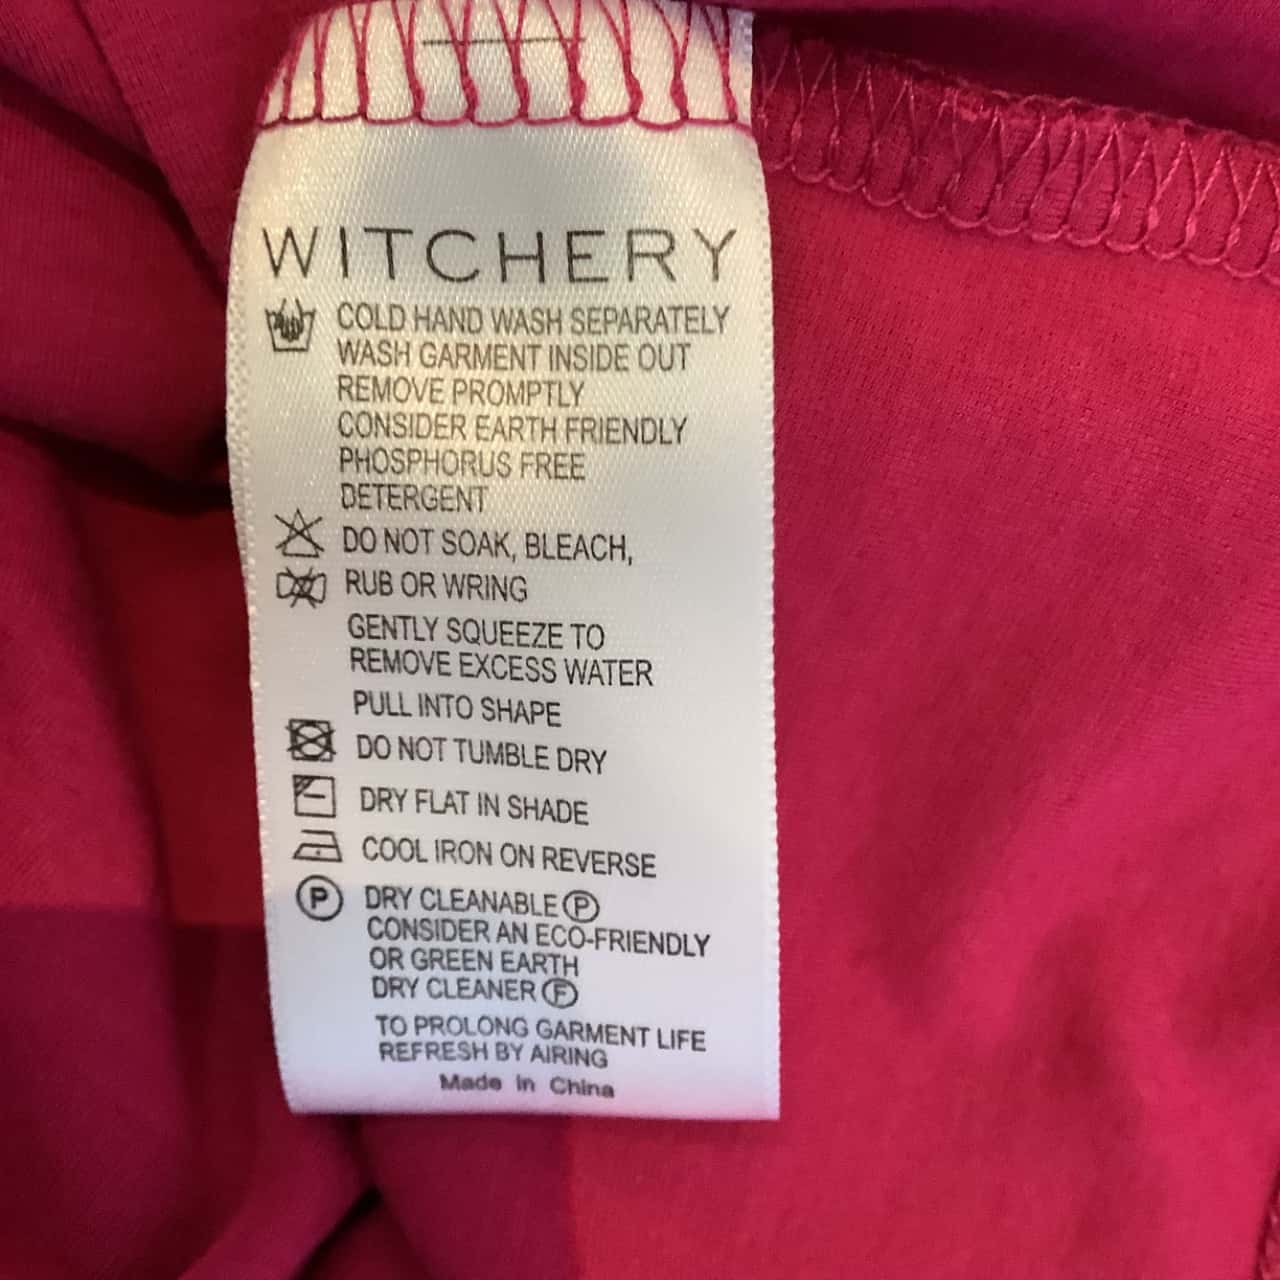 WITCHERY
COLD HAND WASH SEPARATELY
WASH GARMENT INSIDE OUT
REMOVE PROMPTLY
CONSIDER EARTH FRIENDLY
PHOSPHORUS FREE
DETERGENT
DO NOT SOAK, BLEACH,
RUB OR WRING
GENTLY SQUEEZE TO
REMOVE EXCESS WATER
PULL INTO SHAPE
DO NOT TUMBLE DRY
DRY FLAT IN SHADE
COOL IRON ON REVERSE
P DRY CLEANABLE Ⓟ
CONSIDER AN ECO-FRIENDLY
OR GREEN EARTH
DRY CLEANER Ⓕ
TO PROLONG GARMENT LIFE
REFRESH BY AIRING
Made in China